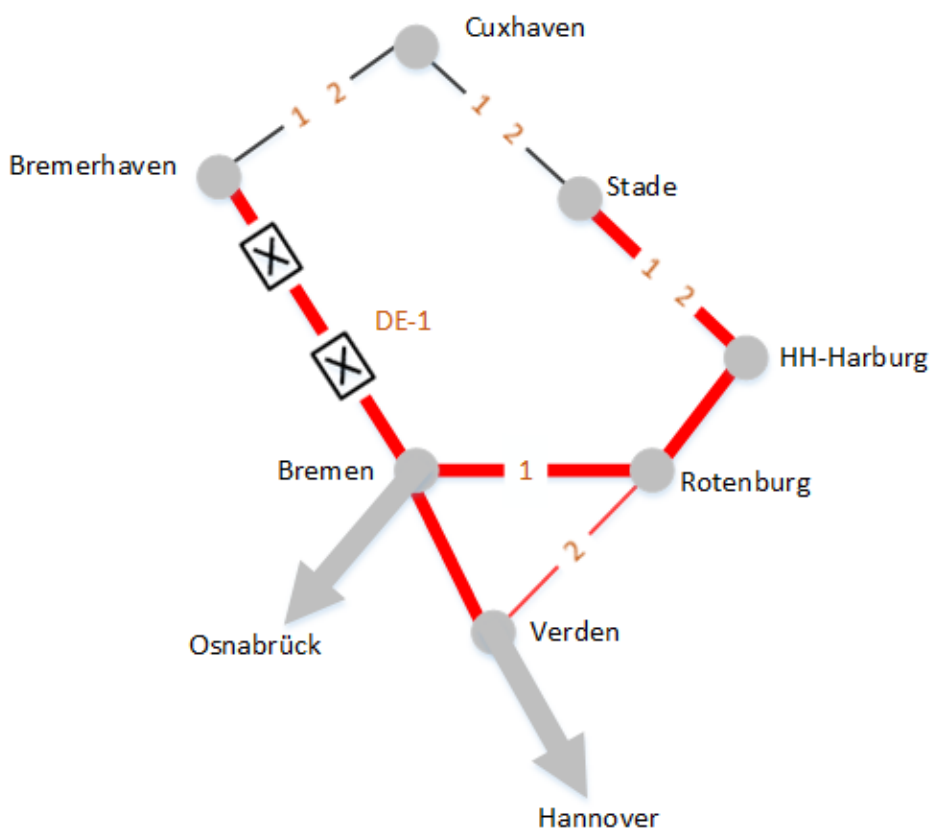 Cuxhaven
1 2
1 2
Bremerhaven
Stade
1 2
DE-1
HH-Harburg
Bremen
1
Rotenburg
2
Osnabrück
Verden
Hannover